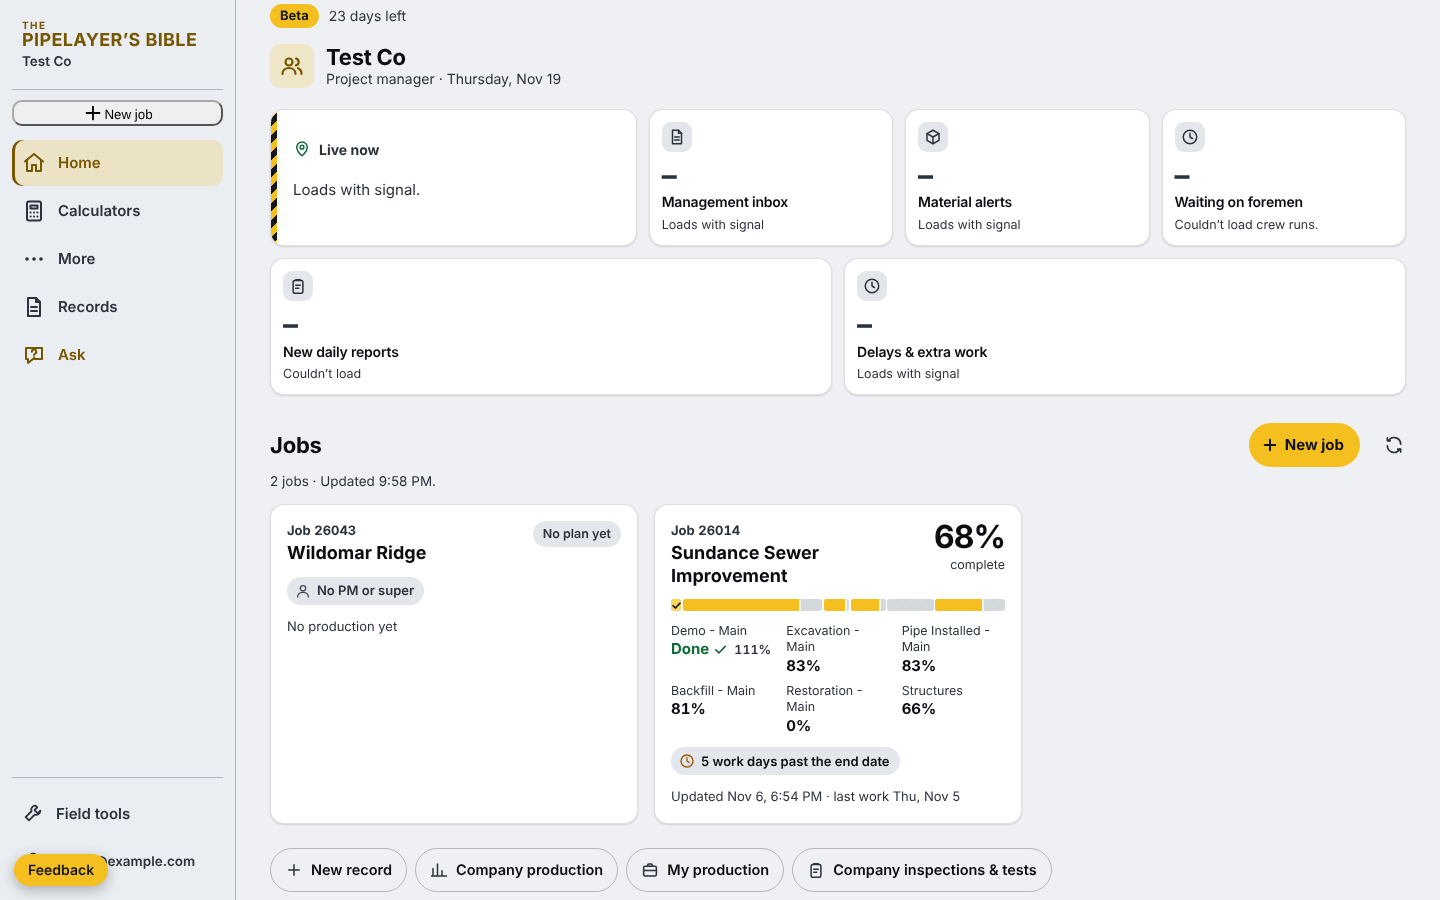 THE
PIPELAYER’S BIBLE
Test Co
New job
Home
Calculators
More
Records
Ask
Field tools
@example.com
Feedback
Beta 23 days left
Test Co
Project manager · Thursday, Nov 19
Live now
Loads with signal.
–
Management inbox
Loads with signal
–
Material alerts
Loads with signal
–
Waiting on foremen
Couldn’t load crew runs.
–
New daily reports
Couldn’t load
–
Delays & extra work
Loads with signal
Jobs
New job
2 jobs · Updated 9:58 PM.
Job 26043
No plan yet
Wildomar Ridge
No PM or super
No production yet
Job 26014
68%
Sundance Sewer
Improvement
complete
Demo - Main
Done 111%
Excavation -
Main
83%
Pipe Installed -
Main
83%
Backfill - Main
81%
Restoration -
Main
0%
Structures
66%
5 work days past the end date
Updated Nov 6, 6:54 PM · last work Thu, Nov 5
New record
Company production
My production
Company inspections & tests